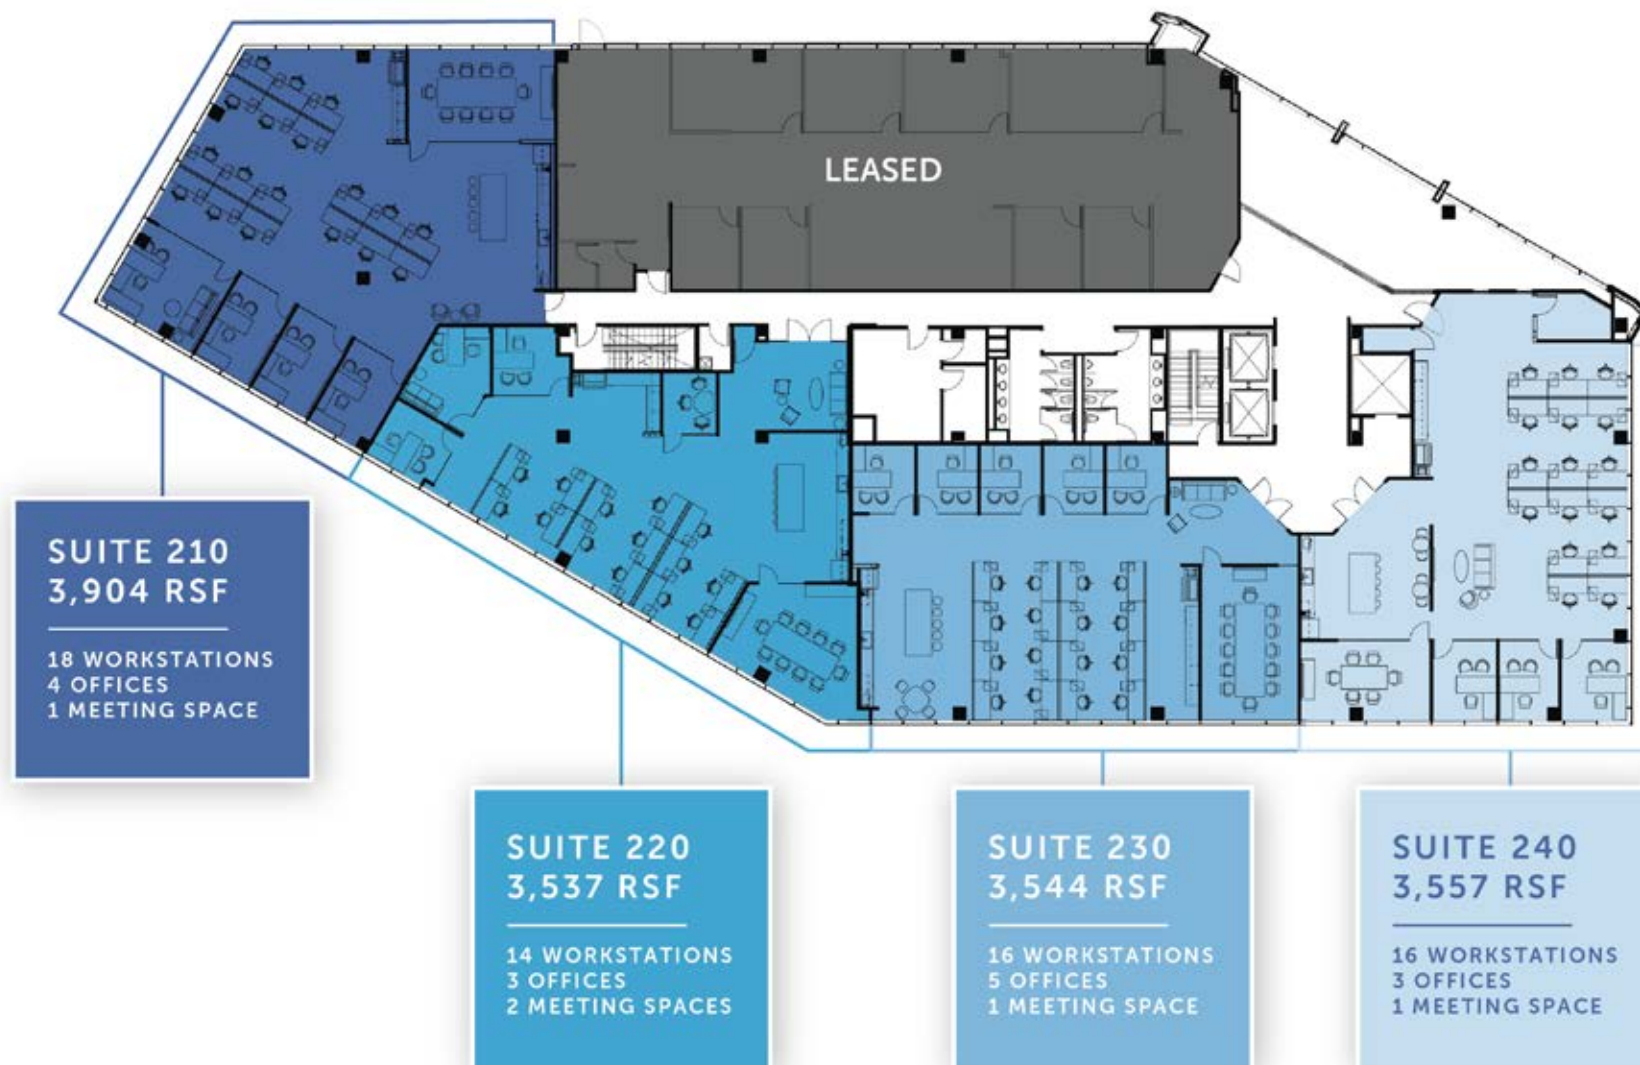 LEASED
SUITE 210
3,904 RSF
18 WORKSTATIONS
4 OFFICES
1 MEETING SPACE
SUITE 220
3,537 RSF
14 WORKSTATIONS
3 OFFICES
2 MEETING SPACES
SUITE 230
3,544 RSF
16 WORKSTATIONS
5 OFFICES
1 MEETING SPACE
SUITE 240
3,557 RSF
16 WORKSTATIONS
3 OFFICES
1 MEETING SPACE